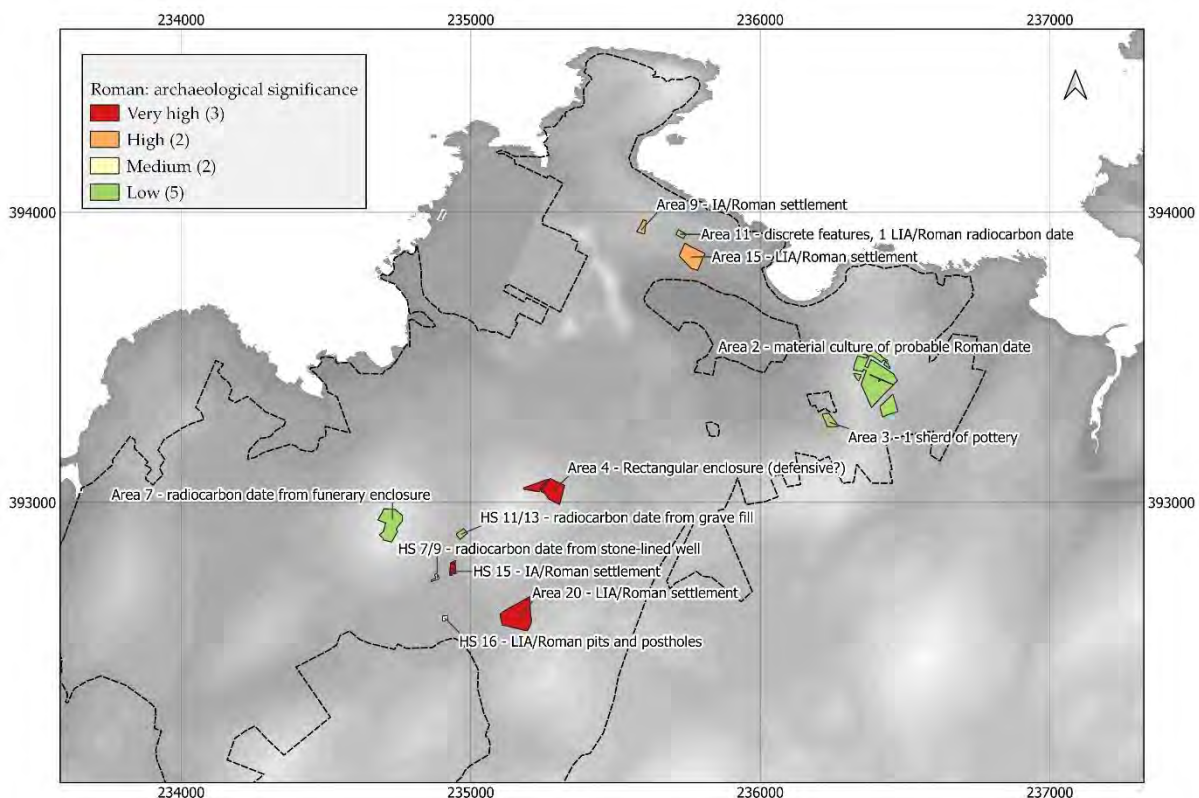 234000
235000
236000
237000
Roman: archaeological significance
Very high (3)
High (2)
Medium (2)
Low (5)
394000
394000
Area 9 - IA/Roman settlement
Area 11 - discrete features, 1 LIA/Roman radiocarbon date
Area 15 - LIA/Roman settlement
Area 2 - material culture of probable Roman date
Area 3 - 1 sherd of pottery
Area 4 - Rectangular enclosure (defensive?)
Area 7 - radiocarbon date from funerary enclosure
393000
393000
HS 11/13 - radiocarbon date from grave fill
HS 7/9 - radiocarbon date from stone-lined well
HS 15 - IA/Roman settlement
Area 20 - LIA/Roman settlement
HS 16 - LIA/Roman pits and postholes
234000
235000
236000
237000